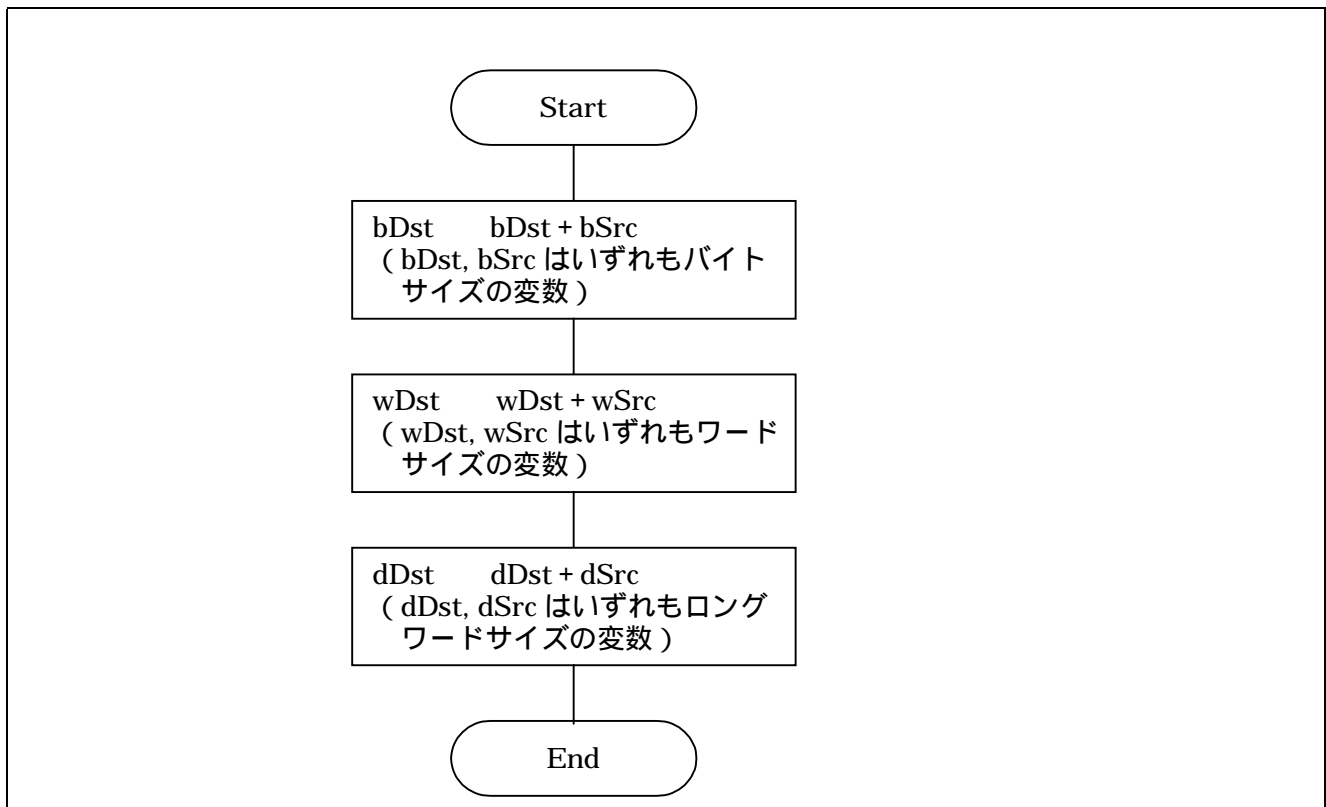 Start
bDst　　bDst + bSrc
（bDst, bSrc はいずれもバイト
サイズの変数）
wDst　　wDst + wSrc
（wDst, wSrc はいずれもワード
サイズの変数）
dDst　　dDst + dSrc
（dDst, dSrc はいずれもロング
ワードサイズの変数）
End